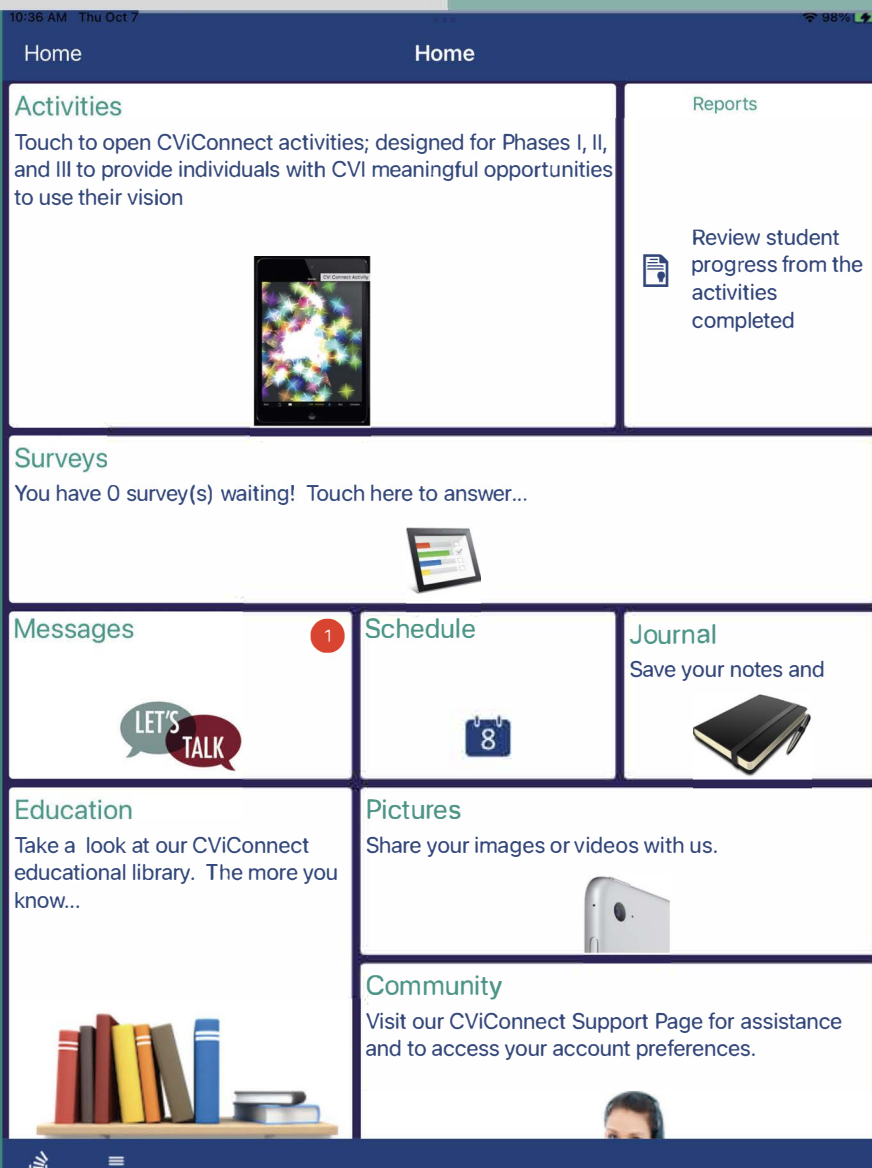 10:36 AM Thu Oct 7
98%
Home
Home
Activities
Touch to open CViConnect activities; designed for Phases I, II,
and III to provide individuals with CVI meaningful opportunities
to use their vision
CVI Connect Activity
Reports
Review student
progress from the
activities
completed
Surveys
You have 0 survey(s) waiting! Touch here to answer...
Messages
1
LET'S
TALK
Schedule
8
Journal
Save your notes and
Education
Take a look at our CViConnect
educational library. The more you
know...
Pictures
Share your images or videos with us.
Community
Visit our CViConnect Support Page for assistance
and to access your account preferences.